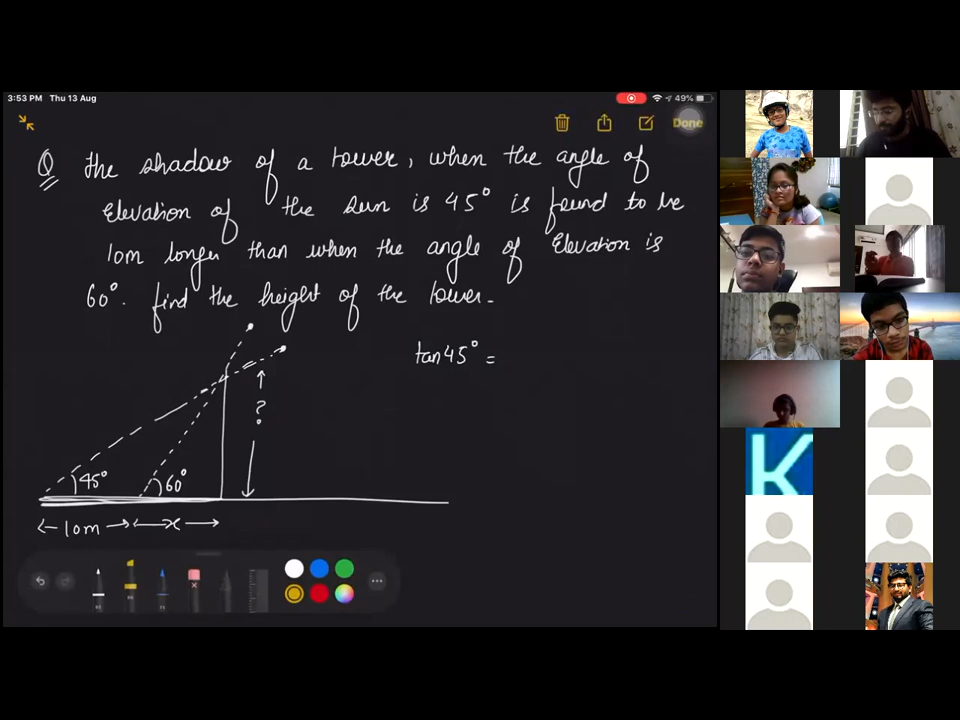 3:53 PM Thu 13 Aug
49%
Done
Q the shadow of a tower, when the angle of
Elevation of the sun is 45° is found to be
10m longer than when the angle of Elevation is
60°. find the height of the tower.
tan45° =
?
45° 60°
10m x
K